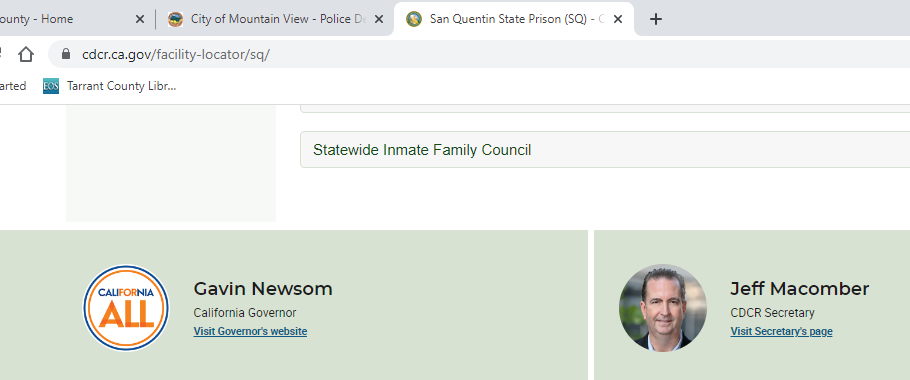 ounty - Home
City of Mountain View - Police De
San Quentin State Prison (SQ) - C
cdcr.ca.gov/facility-locator/sq/
arted
EOS
Tarrant County Libr...
Statewide Inmate Family Council
CALIFORNIA
ALL
Gavin Newsom
California Governor
Visit Governor's website
Jeff Macomber
CDCR Secretary
Visit Secretary's page